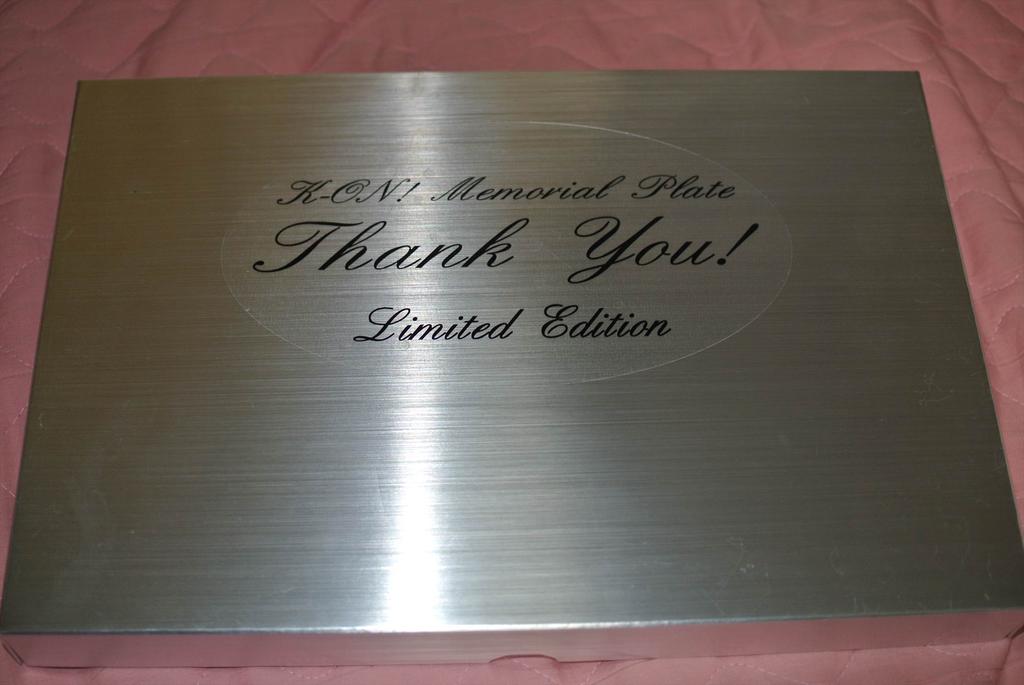 K-ON! Memorial Plate
Thank You!
Limited Edition